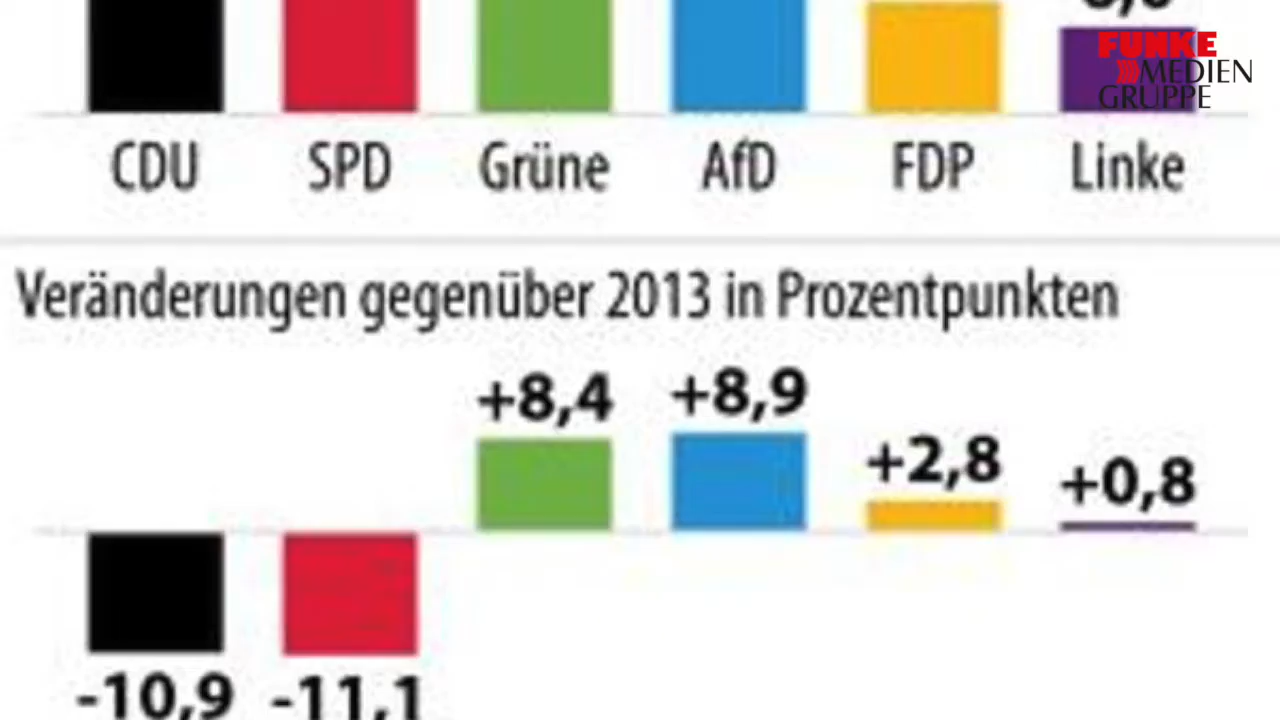 FUNKE
MEDIEN
GRUPPE
CDU SPD Grüne AfD FDP Linke
Veränderungen gegenüber 2013 in Prozentpunkten
+8,4 +8,9 +2,8 +0,8
-10,9 -11,1